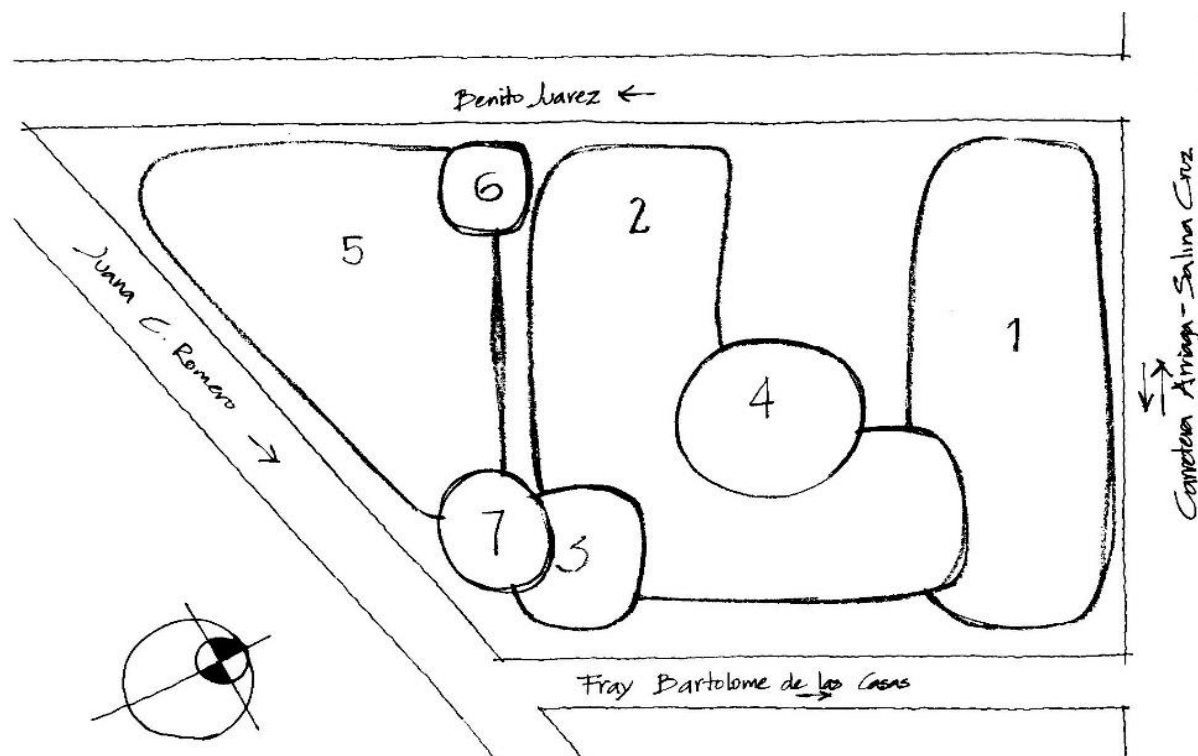 Benito Juarez ←
6
2
5
1
4
7
3
Juana C. Romero →
Carretera Arriaga - Salina Cruz
Fray Bartolome de las Casas →